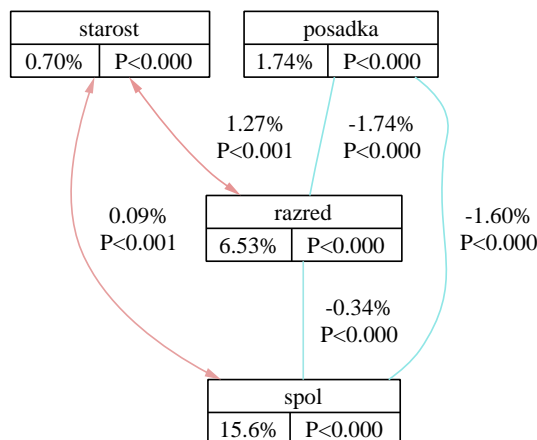 starost
0.70% P<0.000
posadka
1.74% P<0.000
1.27%
P<0.001
-1.74%
P<0.000
razred
6.53% P<0.000
0.09%
P<0.001
-1.60%
P<0.000
-0.34%
P<0.000
spol
15.6% P<0.000